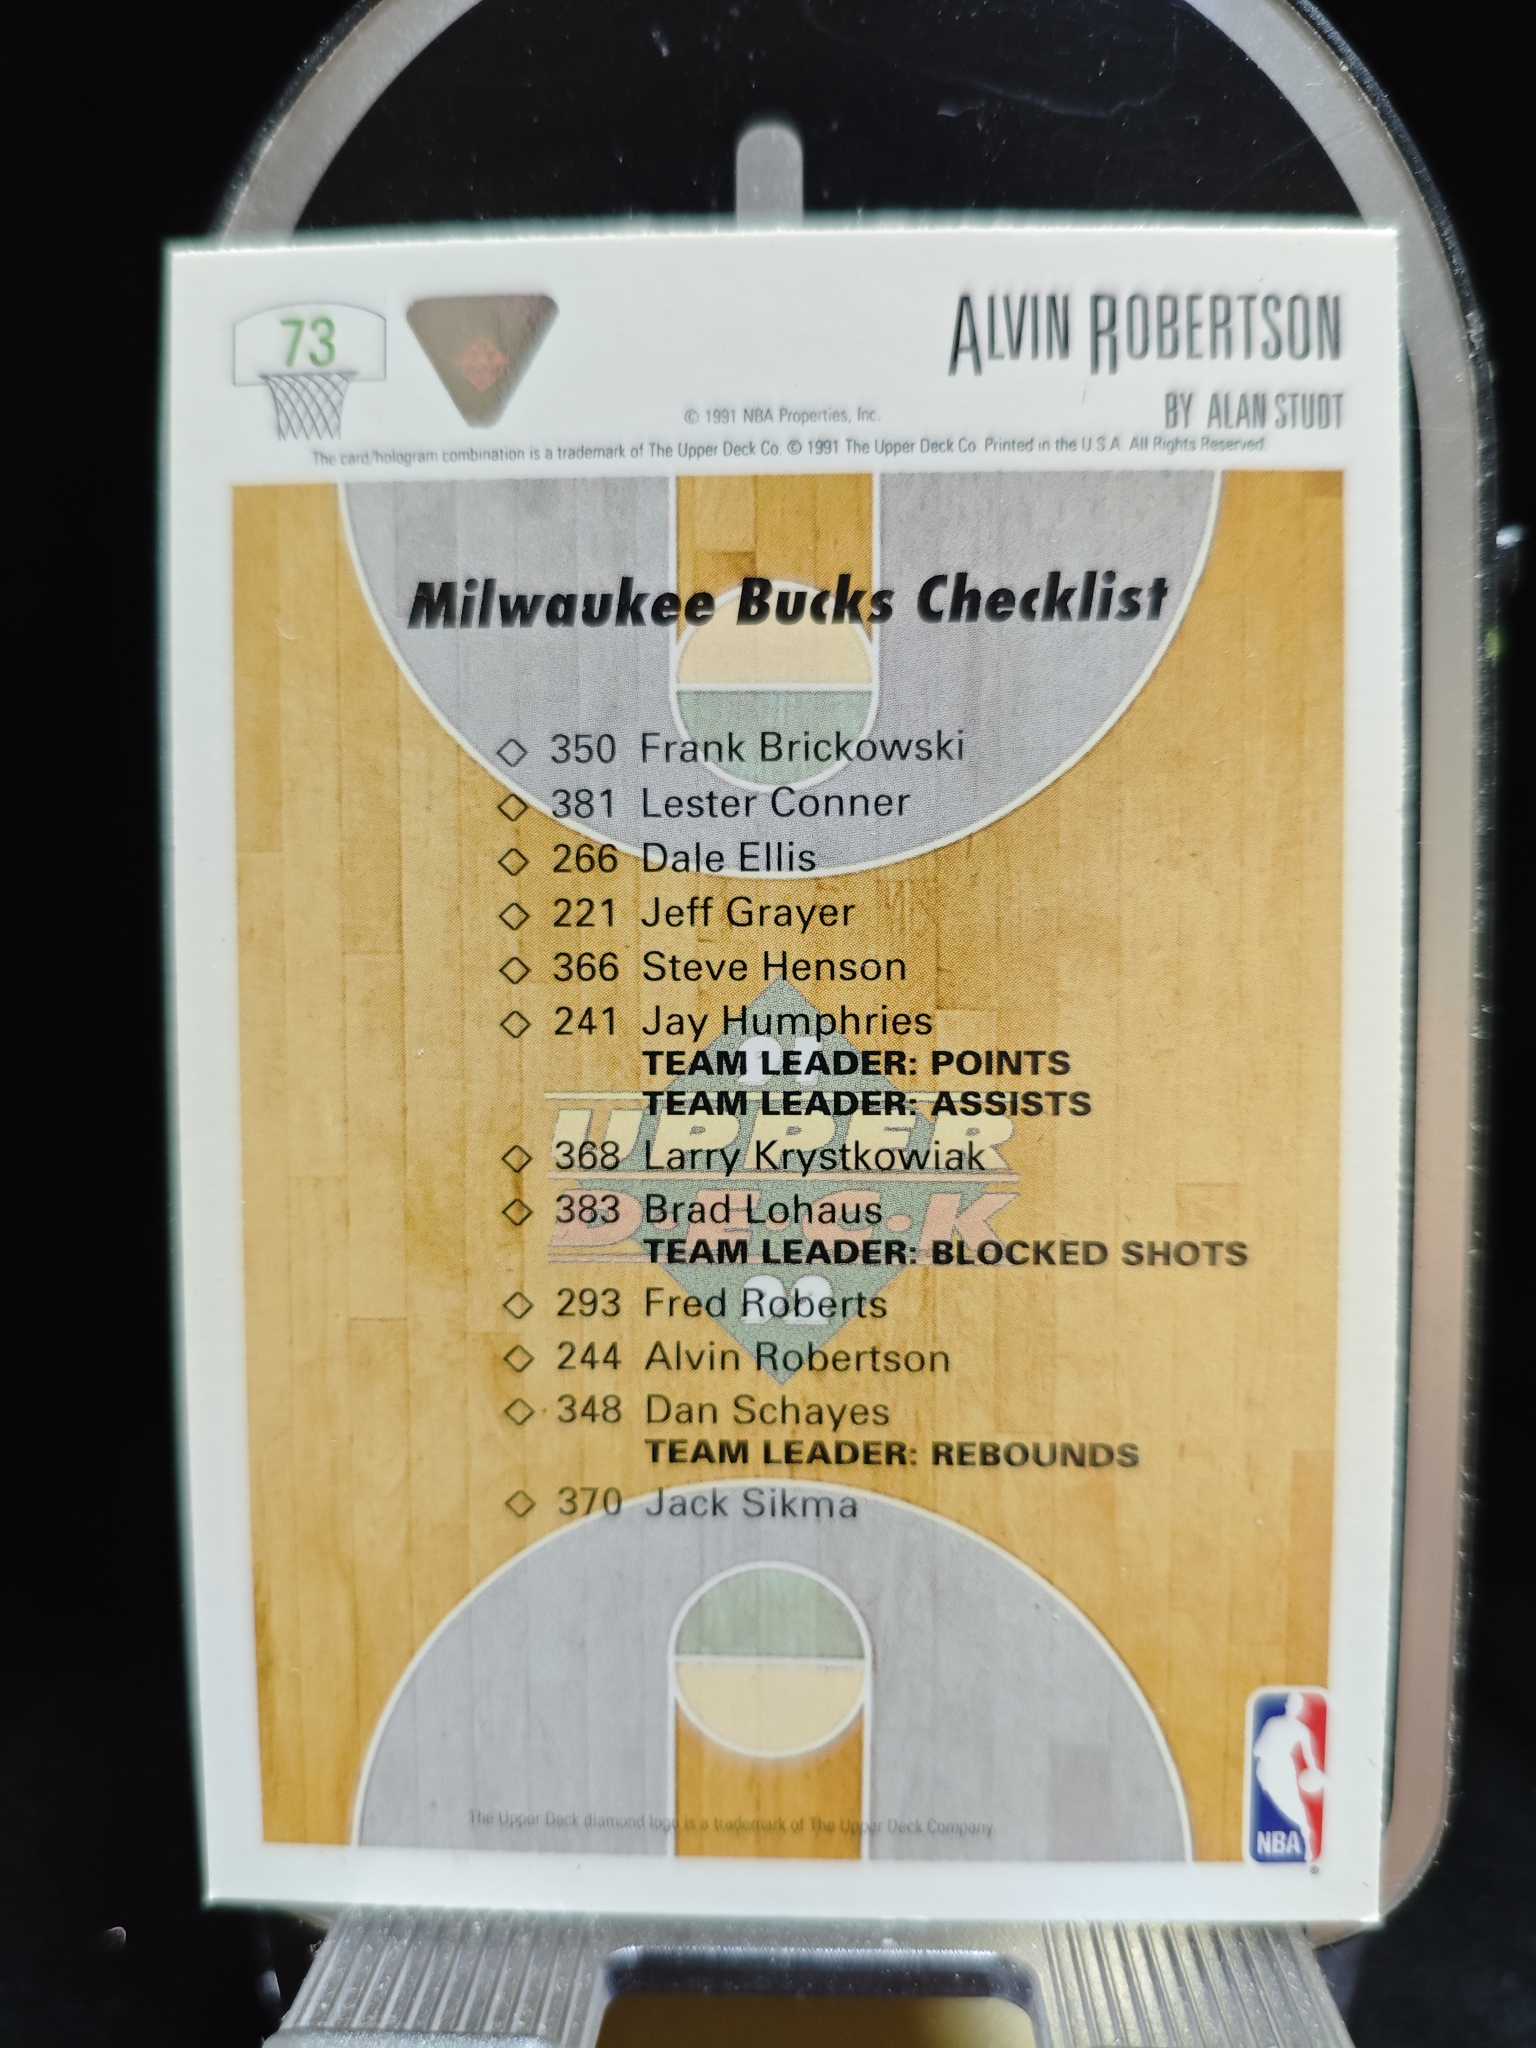 73
ALVIN ROBERTSON
BY ALAN STUDT
© 1991 NBA Properties, Inc.
The card/hologram combination is a trademark of The Upper Deck Co. © 1991 The Upper Deck Co. Printed in the U.S.A. All Rights Reserved.
Milwaukee Bucks Checklist
◇ 350 Frank Brickowski
◇ 381 Lester Conner
◇ 266 Dale Ellis
◇ 221 Jeff Grayer
◇ 366 Steve Henson
◇ 241 Jay Humphries
TEAM LEADER: POINTS
TEAM LEADER: ASSISTS
◇ 368 Larry Krystkowiak
◇ 383 Brad Lohaus
TEAM LEADER: BLOCKED SHOTS
◇ 293 Fred Roberts
◇ 244 Alvin Robertson
◇ 348 Dan Schayes
TEAM LEADER: REBOUNDS
◇ 370 Jack Sikma
91
UPPER
D·E·C·K
92
The Upper Deck diamond logo is a trademark of The Upper Deck Company.
NBA